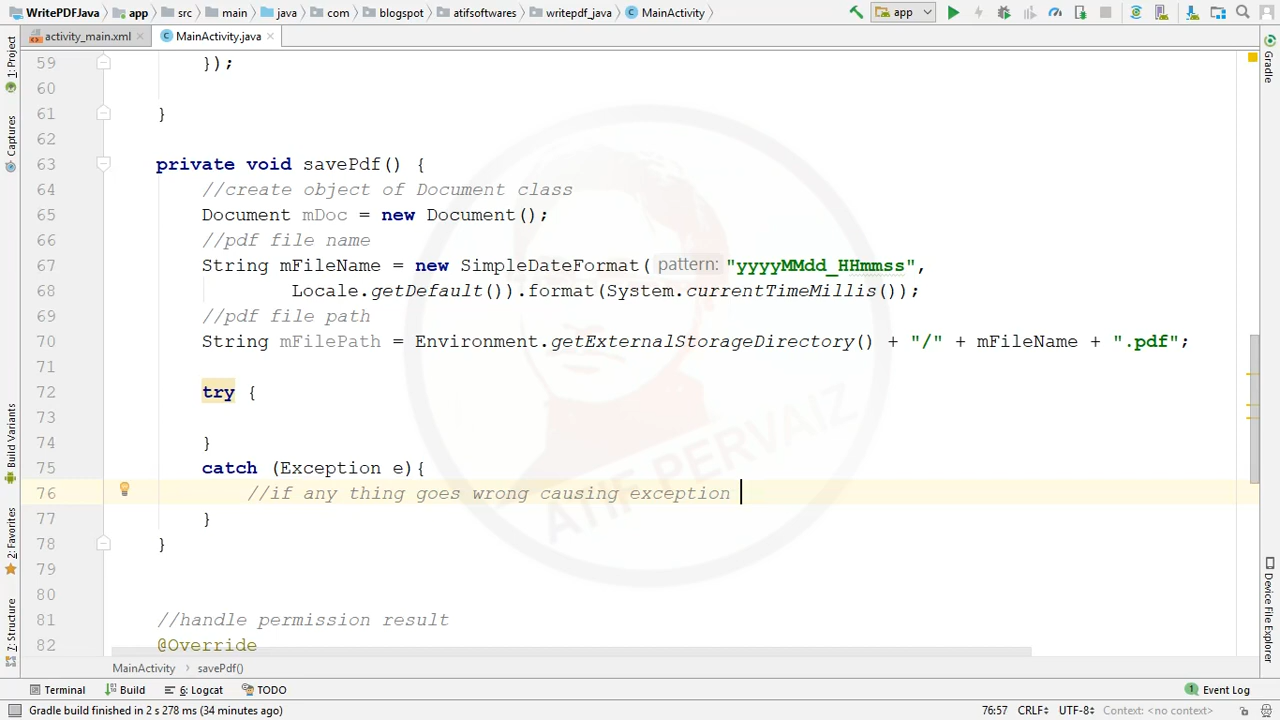 WritePDFJava app src main java com blogspot atifsoftwares writepdf_java MainActivity app
activity_main.xml MainActivity.java
59 });
60
61 }
62
63 private void savePdf() {
64 //create object of Document class
65 Document mDoc = new Document();
66 //pdf file name
67 String mFileName = new SimpleDateFormat( pattern: "yyyyMMdd_HHmmss",
68 Locale.getDefault()).format(System.currentTimeMillis());
69 //pdf file path
70 String mFilePath = Environment.getExternalStorageDirectory() + "/" + mFileName + ".pdf";
71
72 try {
73
74 }
75 catch (Exception e){
76 //if any thing goes wrong causing exception
77 }
78 }
79
80
81 //handle permission result
82 @Override
MainActivity savePdf()
1: Project
Captures
Build Variants
2: Favorites
7: Structure
Gradle
Device File Explorer
ATIF PERVAIZ
Terminal Build 6: Logcat TODO 1 Event Log
Gradle build finished in 2 s 278 ms (34 minutes ago) 76:57 CRLF UTF-8 Context: <no context>